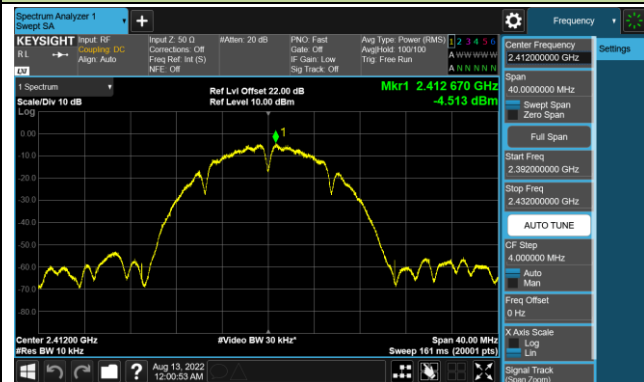 Spectrum Analyzer 1
Swept SA
Frequency
KEYSIGHT
RL
LXI
Input: RF
Coupling: DC
Align: Auto
Input Z: 50 Ω
Corrections: Off
Freq Ref: Int (S)
NFE: Off
#Atten: 20 dB
PNO: Fast
Gate: Off
IF Gain: Low
Sig Track: Off
Avg Type: Power (RMS)
Avg|Hold: 100/100
Trig: Free Run
1 2 3 4 5 6
A W W W W W
A N N N N N
Center Frequency
2.412000000 GHz
Settings
Span
40.0000000 MHz
Swept Span
Zero Span
Full Span
Start Freq
2.392000000 GHz
Stop Freq
2.432000000 GHz
AUTO TUNE
CF Step
4.000000 MHz
Auto
Man
Freq Offset
0 Hz
X Axis Scale
Log
Lin
Signal Track
(Span Zoom)
1 Spectrum
Scale/Div 10 dB
Log
Ref Lvl Offset 22.00 dB
Ref Level 10.00 dBm
Mkr1 2.412 670 GHz
-4.513 dBm
1
0.00
-10.0
-20.0
-30.0
-40.0
-50.0
-60.0
-70.0
-80.0
Center 2.41200 GHz
#Res BW 10 kHz
#Video BW 30 kHz*
Span 40.00 MHz
Sweep 161 ms (20001 pts)
?
Aug 13, 2022
12:00:53 AM